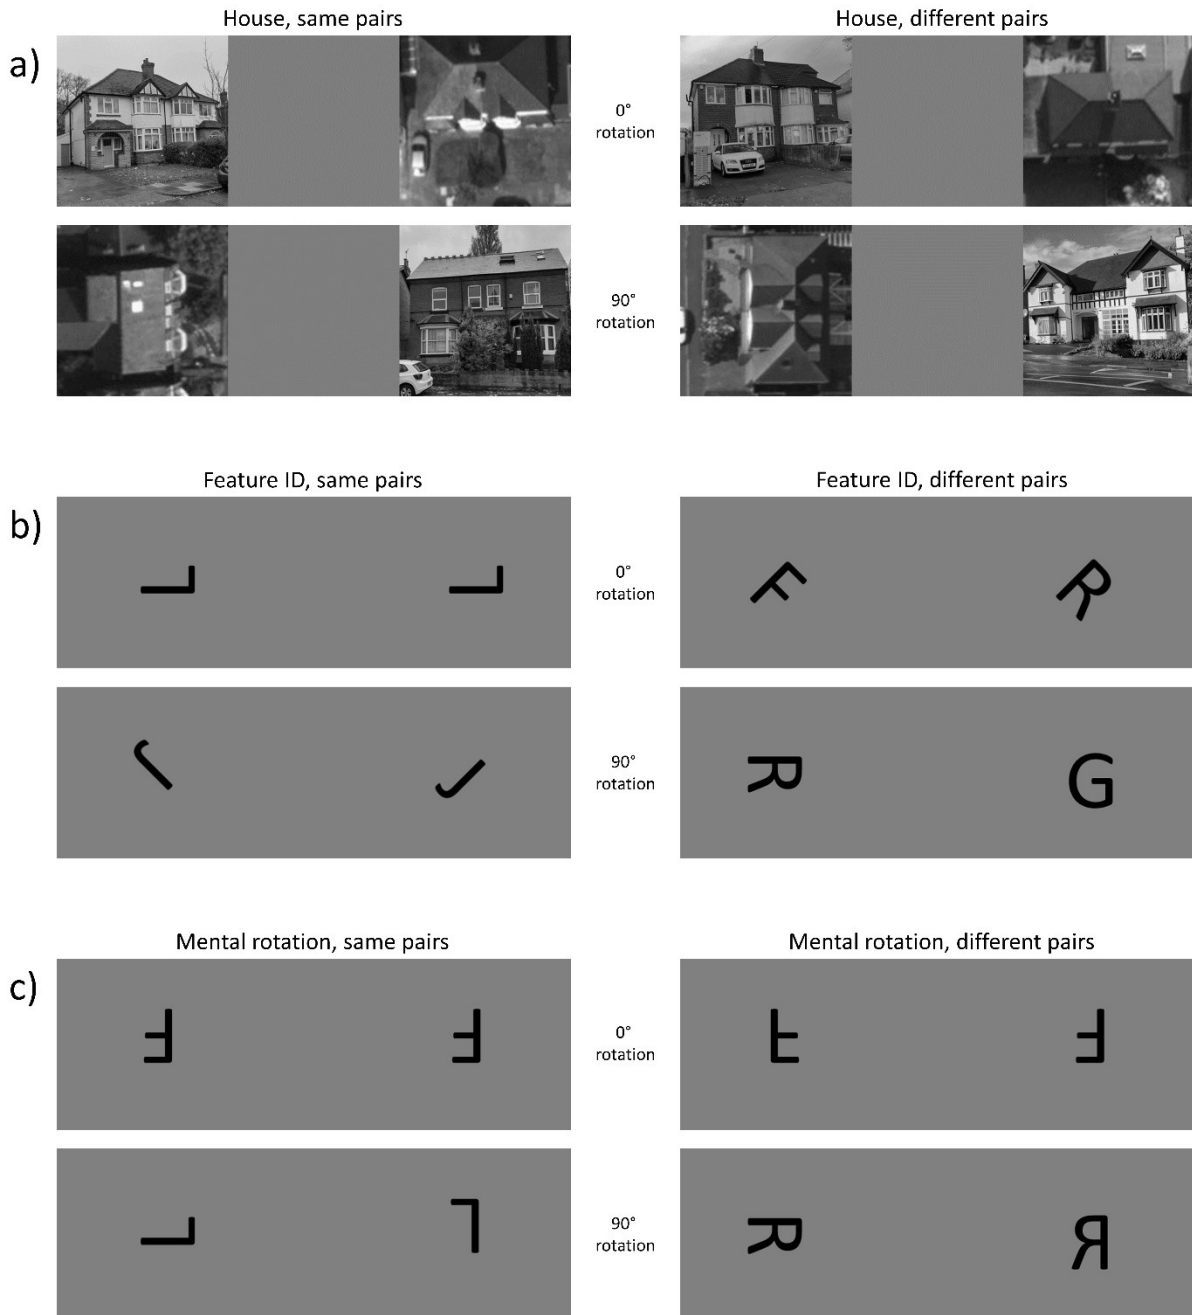 House, same pairs
House, different pairs
a)
0°
rotation
90°
rotation
Feature ID, same pairs
Feature ID, different pairs
b)
L
L
0°
rotation
F
R
J
J
90°
rotation
R
G
Mental rotation, same pairs
Mental rotation, different pairs
c)
F
F
0°
rotation
F
F
L
L
90°
rotation
R
R